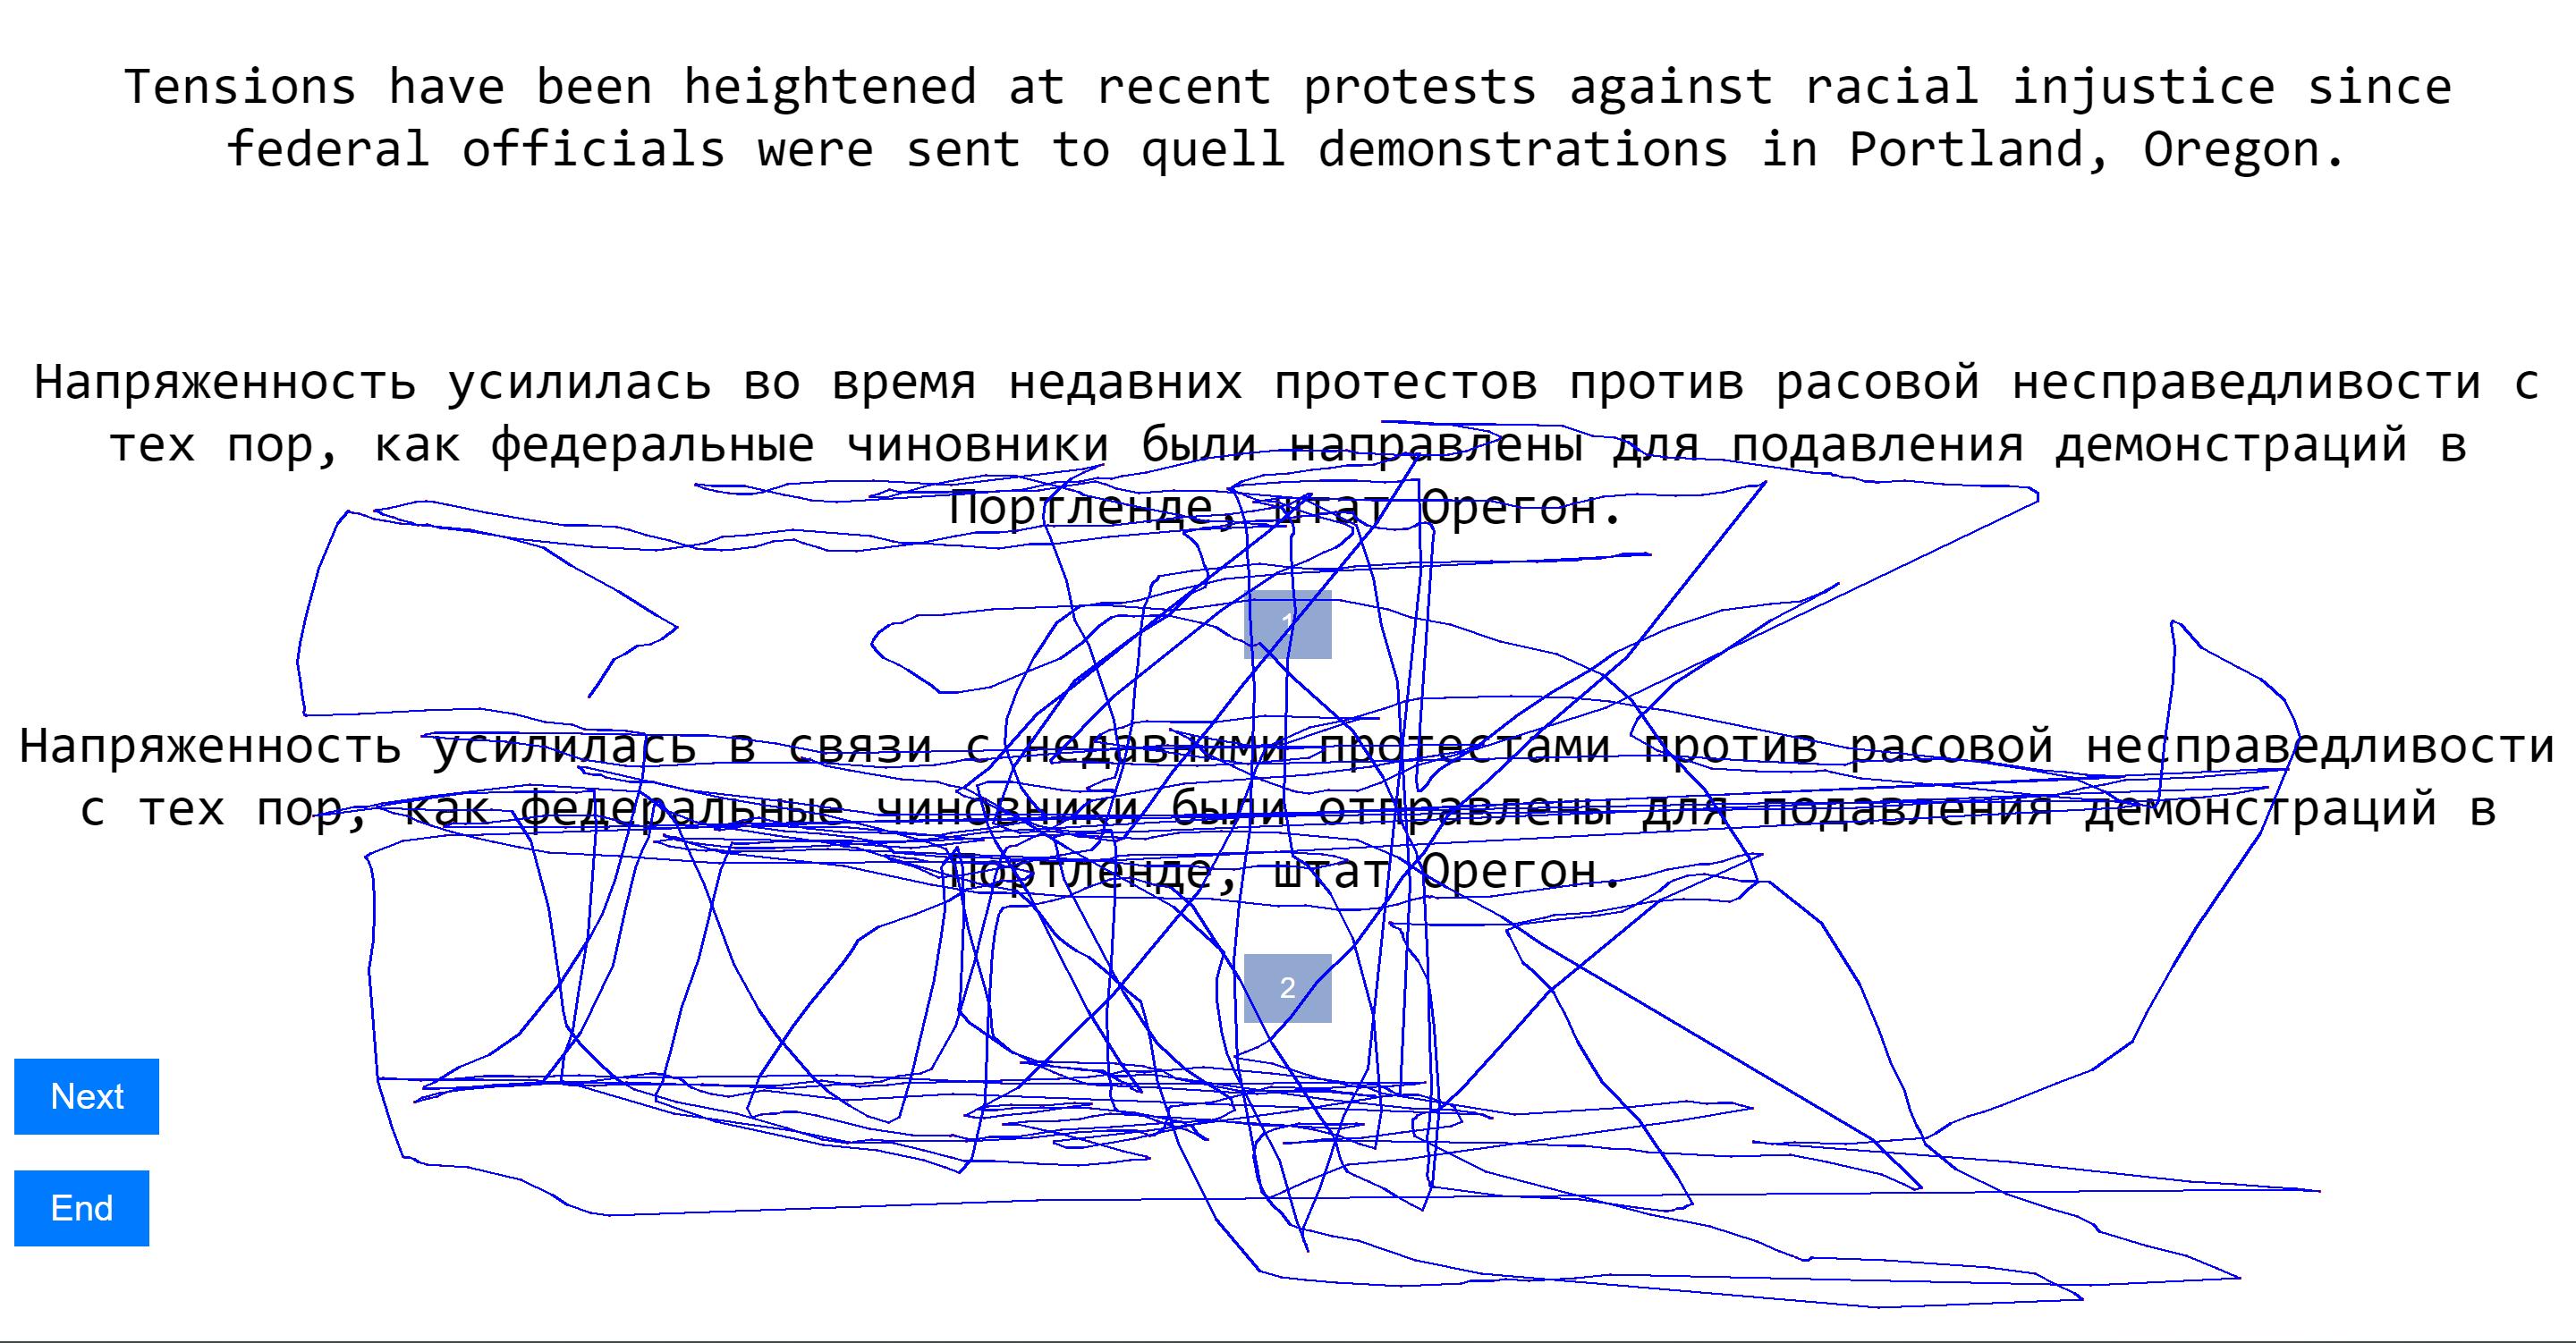 Tensions have been heightened at recent protests against racial injustice since
federal officials were sent to quell demonstrations in Portland, Oregon.
Напряженность усилилась во время недавних протестов против расовой несправедливости с
тех пор, как федеральные чиновники были направлены для подавления демонстраций в
Портленде, штат Орегон.
1
Напряженность усилилась в связи с недавними протестами против расовой несправедливости
с тех пор, как федеральные чиновники были отправлены для подавления демонстраций в
Портленде, штат Орегон.
2
Next
End